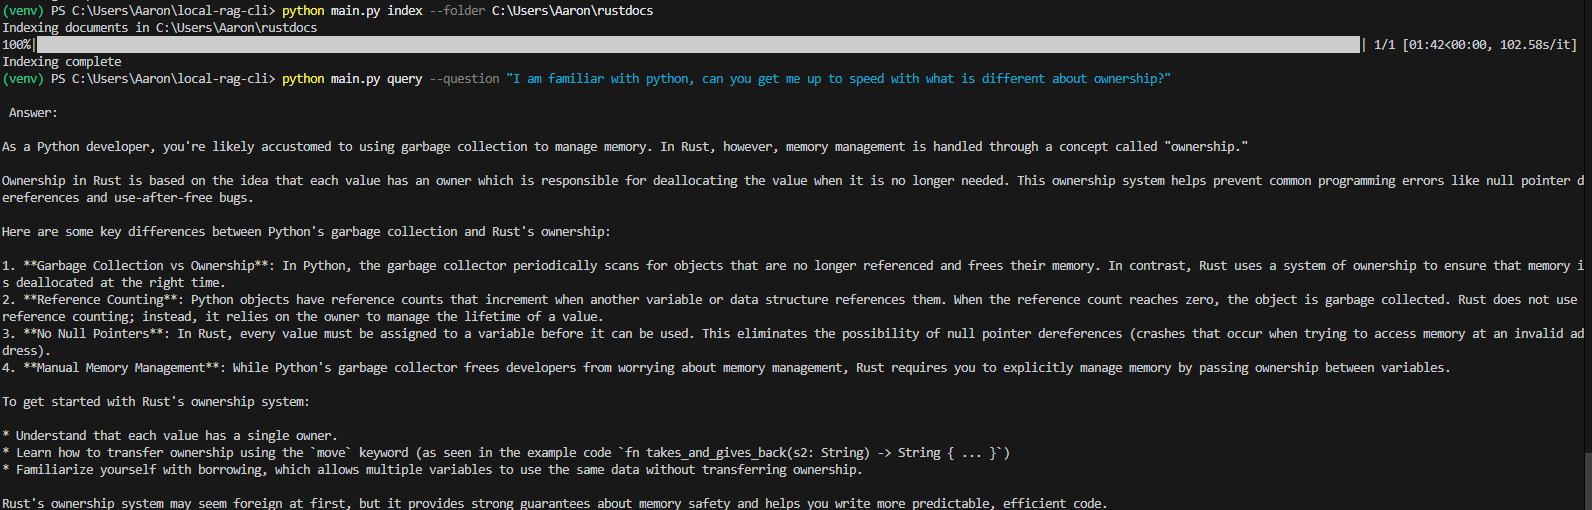 (venv) PS C:\Users\Aaron\local-rag-cli> python main.py index --folder C:\Users\Aaron\rustdocs
Indexing documents in C:\Users\Aaron\rustdocs
100%| | 1/1 [01:42<00:00, 102.58s/it]
Indexing complete
(venv) PS C:\Users\Aaron\local-rag-cli> python main.py query --question "I am familiar with python, can you get me up to speed with what is different about ownership?"
Answer:
As a Python developer, you're likely accustomed to using garbage collection to manage memory. In Rust, however, memory management is handled through a concept called "ownership."
Ownership in Rust is based on the idea that each value has an owner which is responsible for deallocating the value when it is no longer needed. This ownership system helps prevent common programming errors like null pointer d
ereferences and use-after-free bugs.
Here are some key differences between Python's garbage collection and Rust's ownership:
1. **Garbage Collection vs Ownership**: In Python, the garbage collector periodically scans for objects that are no longer referenced and frees their memory. In contrast, Rust uses a system of ownership to ensure that memory i
s deallocated at the right time.
2. **Reference Counting**: Python objects have reference counts that increment when another variable or data structure references them. When the reference count reaches zero, the object is garbage collected. Rust does not use
reference counting; instead, it relies on the owner to manage the lifetime of a value.
3. **No Null Pointers**: In Rust, every value must be assigned to a variable before it can be used. This eliminates the possibility of null pointer dereferences (crashes that occur when trying to access memory at an invalid ad
dress).
4. **Manual Memory Management**: While Python's garbage collector frees developers from worrying about memory management, Rust requires you to explicitly manage memory by passing ownership between variables.
To get started with Rust's ownership system:
* Understand that each value has a single owner.
* Learn how to transfer ownership using the `move` keyword (as seen in the example code `fn takes_and_gives_back(s2: String) -> String { ... }`)
* Familiarize yourself with borrowing, which allows multiple variables to use the same data without transferring ownership.
Rust's ownership system may seem foreign at first, but it provides strong guarantees about memory safety and helps you write more predictable, efficient code.